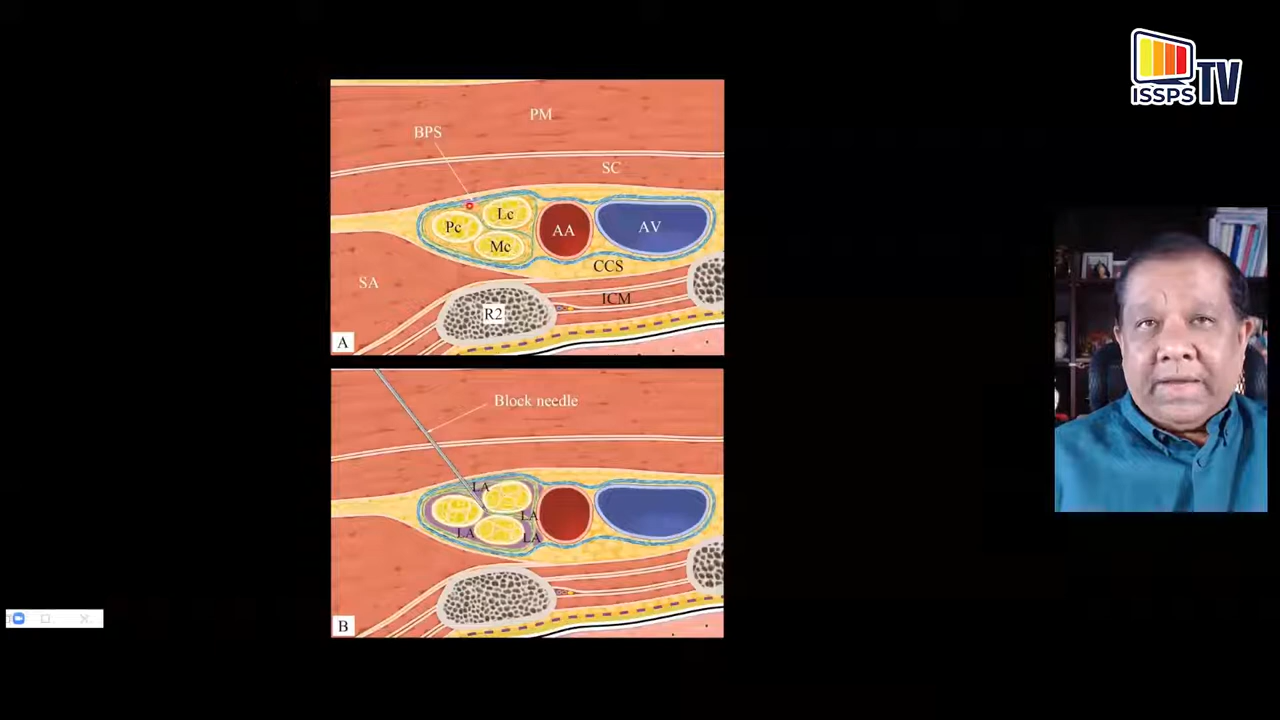 ISSPS TV
PM
BPS
SC
Lc
Pc
AA
AV
Mc
CCS
SA
ICM
R2
A
Block needle
LA
LA
LA
LA
B